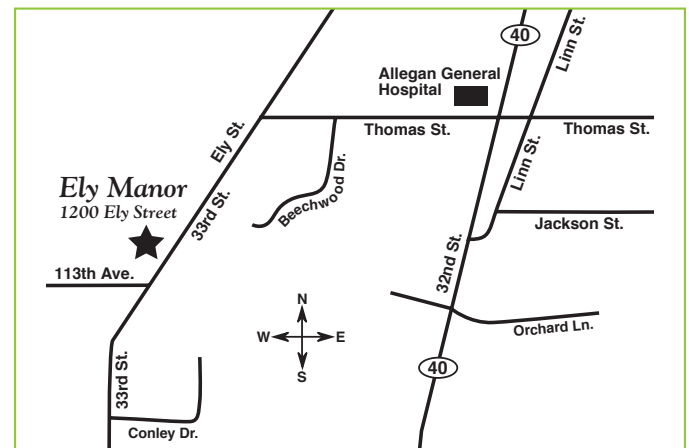 40
Linn St.
Allegan General
Hospital
Ely St.
Thomas St.
Thomas St.
Linn St.
Beechwood Dr.
Ely Manor
1200 Ely Street
33rd St.
Jackson St.
32nd St.
113th Ave.
N
W
E
S
Orchard Ln.
33rd St.
40
Conley Dr.